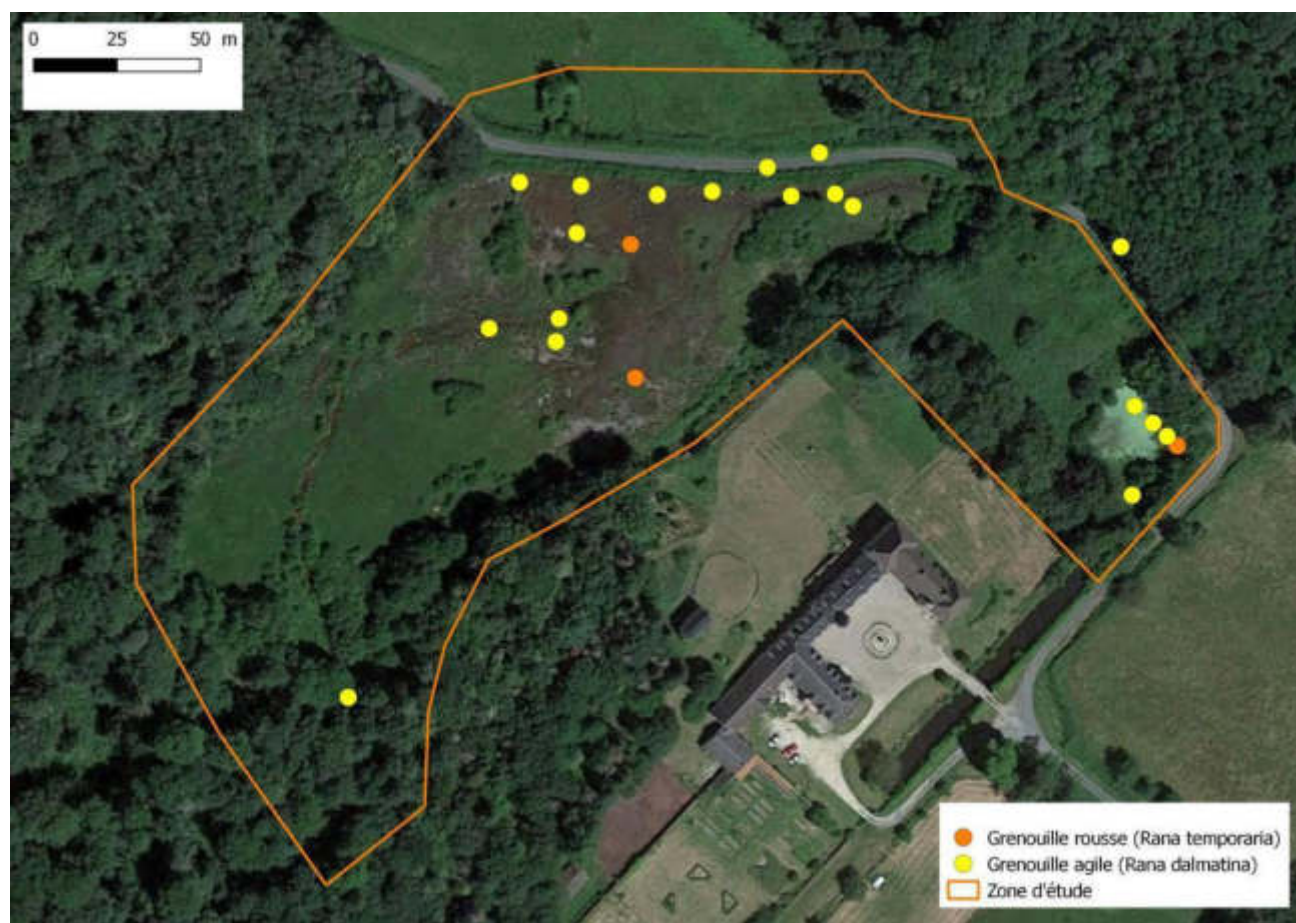 0 25 50 m
Grenouille rousse (Rana temporaria)
Grenouille agile (Rana dalmatina)
Zone d'étude